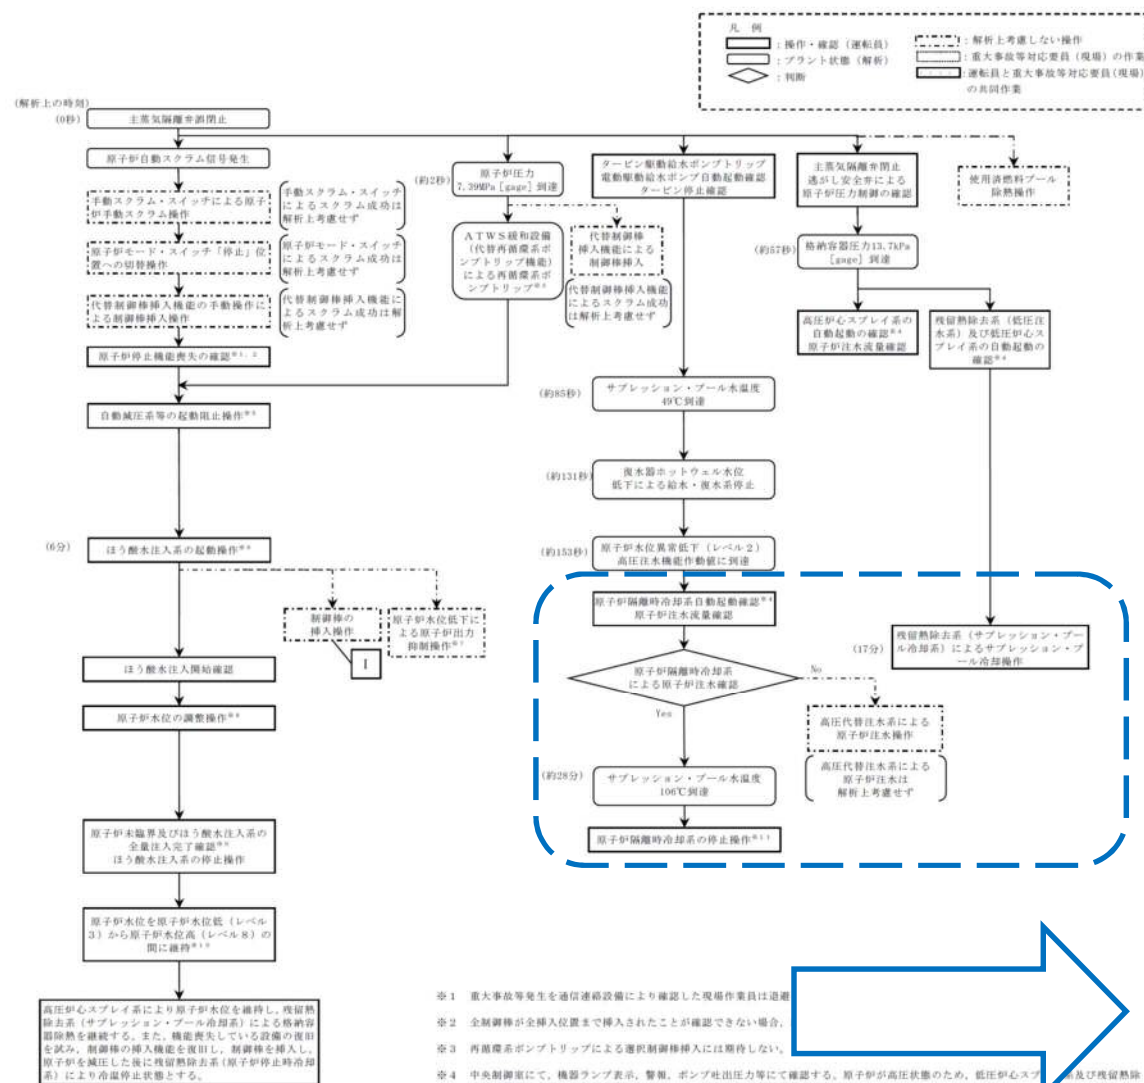 凡 例
：操作・確認（運転員）
：プラント状態（解析）
：判断
：解析上考慮しない操作
：重大事故等対応要員（現場）の作業
：運転員と重大事故等対応要員（現場）
の共同作業
(解析上の時刻)
(0秒)
主蒸気隔離弁誤閉止
原子炉自動スクラム信号発生
手動スクラム・スイッチによる原子
炉手動スクラム操作
手動スクラム・スイッチ
によるスクラム成功は
解析上考慮せず
原子炉モード・スイッチ「停止」位
置への切替操作
原子炉モード・スイッチ
によるスクラム成功は
解析上考慮せず
代替制御棒挿入機能の手動操作に
よる制御棒挿入操作
代替制御棒挿入機能に
よるスクラム成功は解
析上考慮せず
原子炉停止機能喪失の確認※1，2
自動減圧系等の起動阻止操作※5
(6分)
ほう酸水注入系の起動操作※6
制御棒の
挿入操作
I
原子炉水位低下に
よる原子炉出力
抑制操作※7
ほう酸水注入開始確認
原子炉水位の調整操作※8
原子炉未臨界及びほう酸水注入系の
全量注入完了確認※9
ほう酸水注入系の停止操作
原子炉水位を原子炉水位低（レベル
3）から原子炉水位高（レベル8）の
間に維持※10
高圧炉心スプレイ系により原子炉水位を維持し，残留熱
除去系（サプレッション・プール冷却系）による格納容
器除熱を継続する。また，機能喪失している設備の復旧
を試み，制御棒の挿入機能を復旧し，制御棒を挿入し，
原子炉を減圧した後に残留熱除去系(原子炉停止時冷却
系）により冷温停止状態とする。
(約2秒)
原子炉圧力
7.39MPa［gage］到達
ＡＴＷＳ緩和設備
（代替再循環系ポ
ンプトリップ機能）
による再循環系ポ
ンプトリップ※3
代替制御棒
挿入機能による
制御棒挿入
代替制御棒挿入機能
によるスクラム成功
は解析上考慮せず
タービン駆動給水ポンプトリップ
電動駆動給水ポンプ自動起動確認
タービン停止確認
主蒸気隔離弁閉止
逃がし安全弁による
原子炉圧力制御の確認
使用済燃料プール
除熱操作
(約57秒)
格納容器圧力13.7kPa
［gage］到達
高圧炉心スプレイ系の
自動起動の確認※4
原子炉注水流量確認
残留熱除去系（低圧注
水系）及び低圧炉心ス
プレイ系の自動起動の
確認※4
(約85秒)
サプレッション・プール水温度
49℃到達
(約131秒)
復水器ホットウェル水位
低下による給水・復水系停止
(約153秒)
原子炉水位異常低下（レベル2）
高圧注水機能作動値に到達
原子炉隔離時冷却系自動起動確認※4
原子炉注水流量確認
原子炉隔離時冷却系
による原子炉注水確認
No
Yes
高圧代替注水系による
原子炉注水操作
高圧代替注水系による
原子炉注水は
解析上考慮せず
(17分)
残留熱除去系（サプレッション・プー
ル冷却系）によるサプレッション・プ
ール冷却操作
(約28分)
サプレッション・プール水温度
106℃到達
原子炉隔離時冷却系の停止操作※11
※1　重大事故等発生を通信連絡設備により確認した現場作業員は退避
※2　全制御棒が全挿入位置まで挿入されたことが確認できない場合，
※3　再循環系ポンプトリップによる選択制御棒挿入には期待しない。
※4　中央制御室にて，機器ランプ表示，警報，ポンプ吐出圧力等にて確認する。原子炉が高圧状態のため，低圧炉心スプ 系及び残留熱除